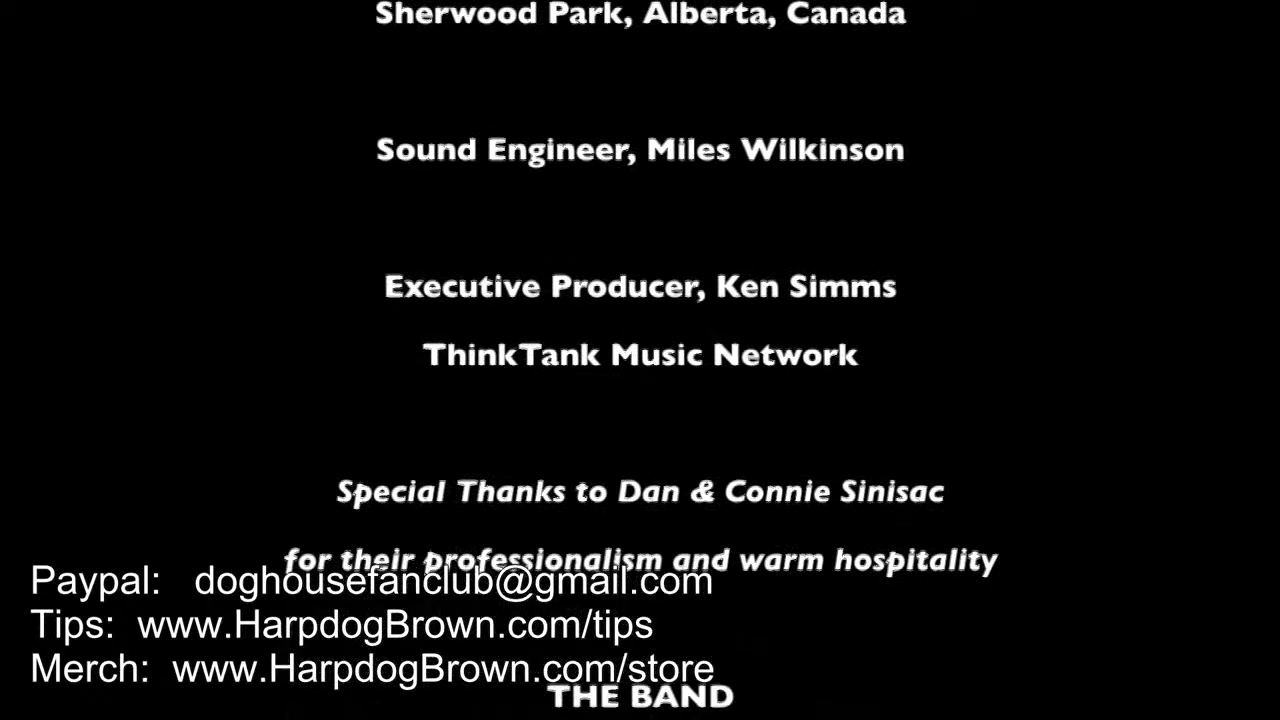 Sherwood Park, Alberta, Canada
Sound Engineer, Miles Wilkinson
Executive Producer, Ken Simms
ThinkTank Music Network
Special Thanks to Dan & Connie Sinisac
for their professionalism and warm hospitality
Paypal: doghousefanclub@gmail.com
Tips: www.HarpdogBrown.com/tips
Merch: www.HarpdogBrown.com/store
THE BAND